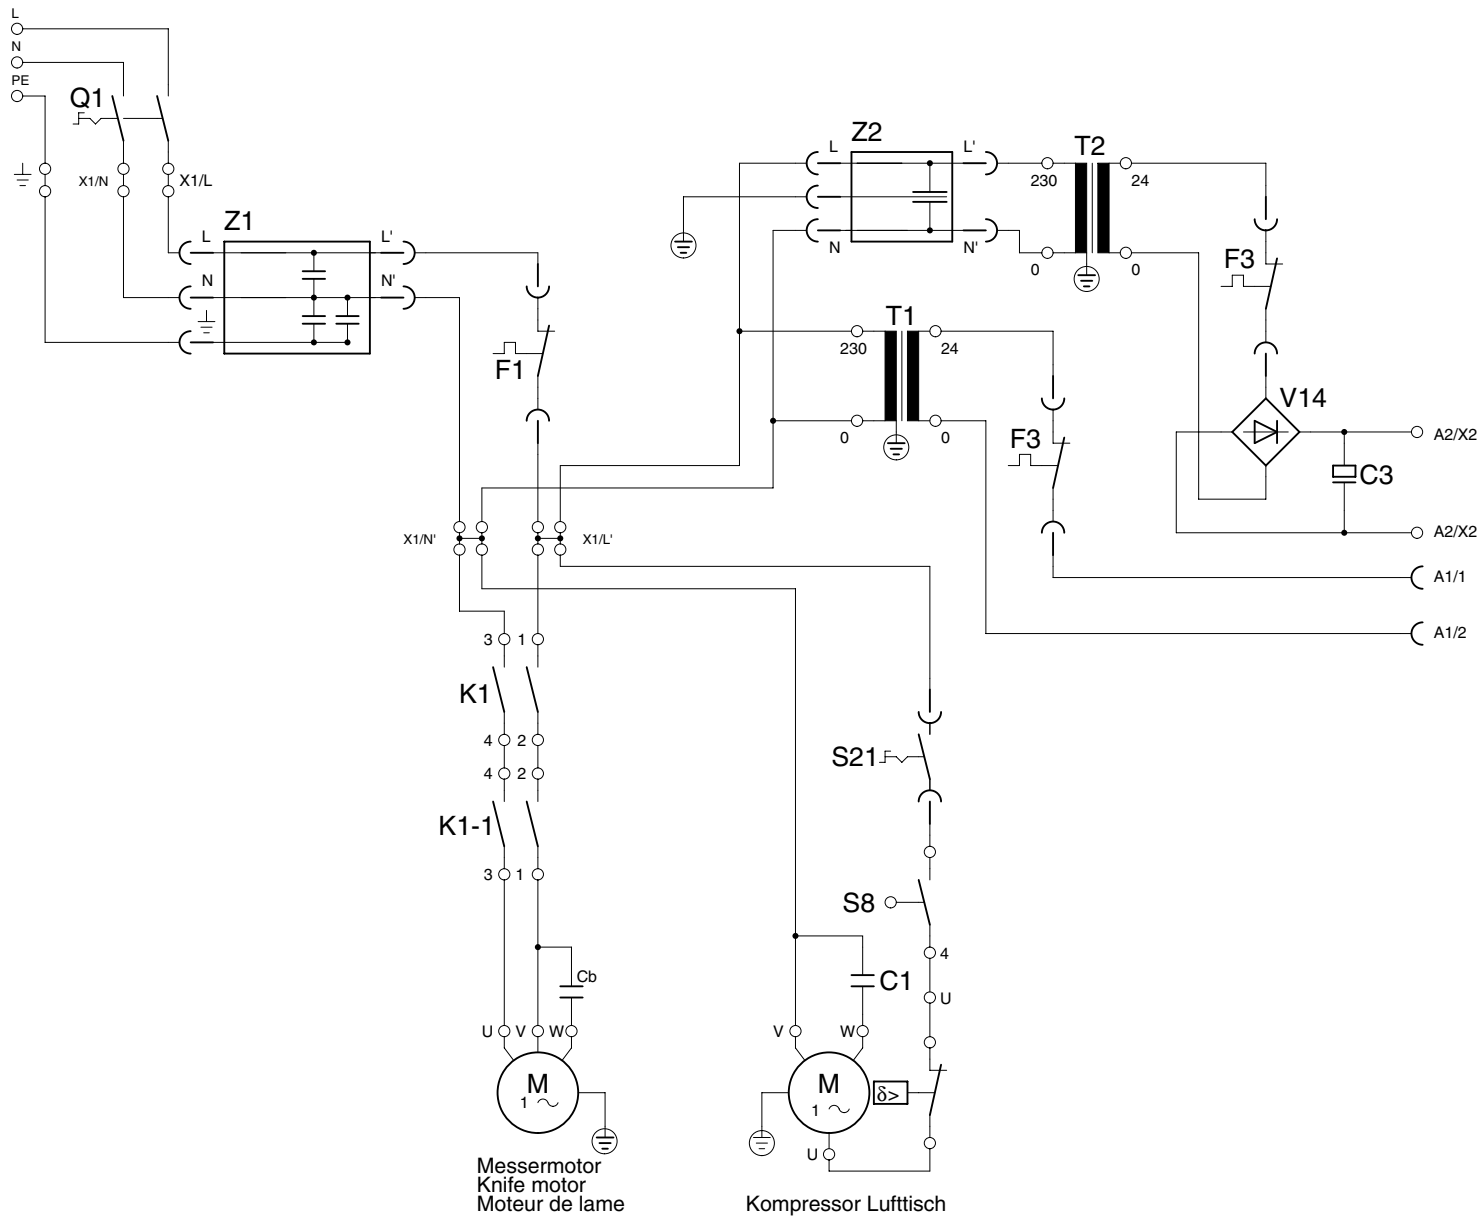 L
N
PE
Q1
X1/N
X1/L
Z1
L
L'
N
N'
F1
Z2
L
L'
N
N'
T2
230
24
0
0
F3
T1
230
24
0
0
F3
V14
C3
A2/X2
A2/X2
A1/1
A1/2
X1/N'
X1/L'
3
1
K1
4
2
4
2
K1-1
3
1
S21
S8
4
U
Cb
C1
U
V
W
V
W
M
1
M
1
δ>
U
Messermotor
Knife motor
Moteur de lame
Kompressor Lufttisch